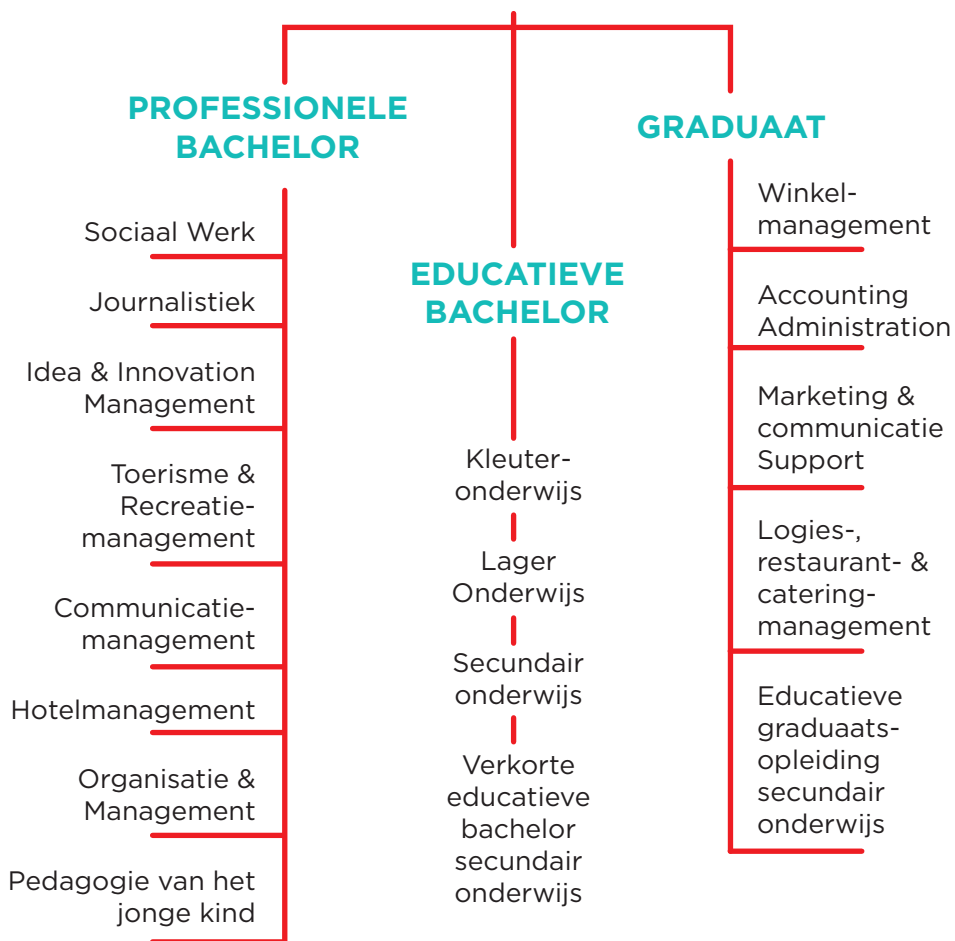 PROFESSIONELE
BACHELOR
Sociaal Werk
Journalistiek
Idea & Innovation
Management
Toerisme &
Recreatie-
management
Communicatie-
management
Hotelmanagement
Organisatie &
Management
Pedagogie van het
jonge kind
EDUCATIEVE
BACHELOR
Kleuter-
onderwijs
Lager
Onderwijs
Secundair
onderwijs
Verkorte
educatieve
bachelor
secundair
onderwijs
GRADUAAT
Winkel-
management
Accounting
Administration
Marketing &
communicatie
Support
Logies-,
restaurant- &
catering-
management
Educatieve
graduaats-
opleiding
secundair
onderwijs